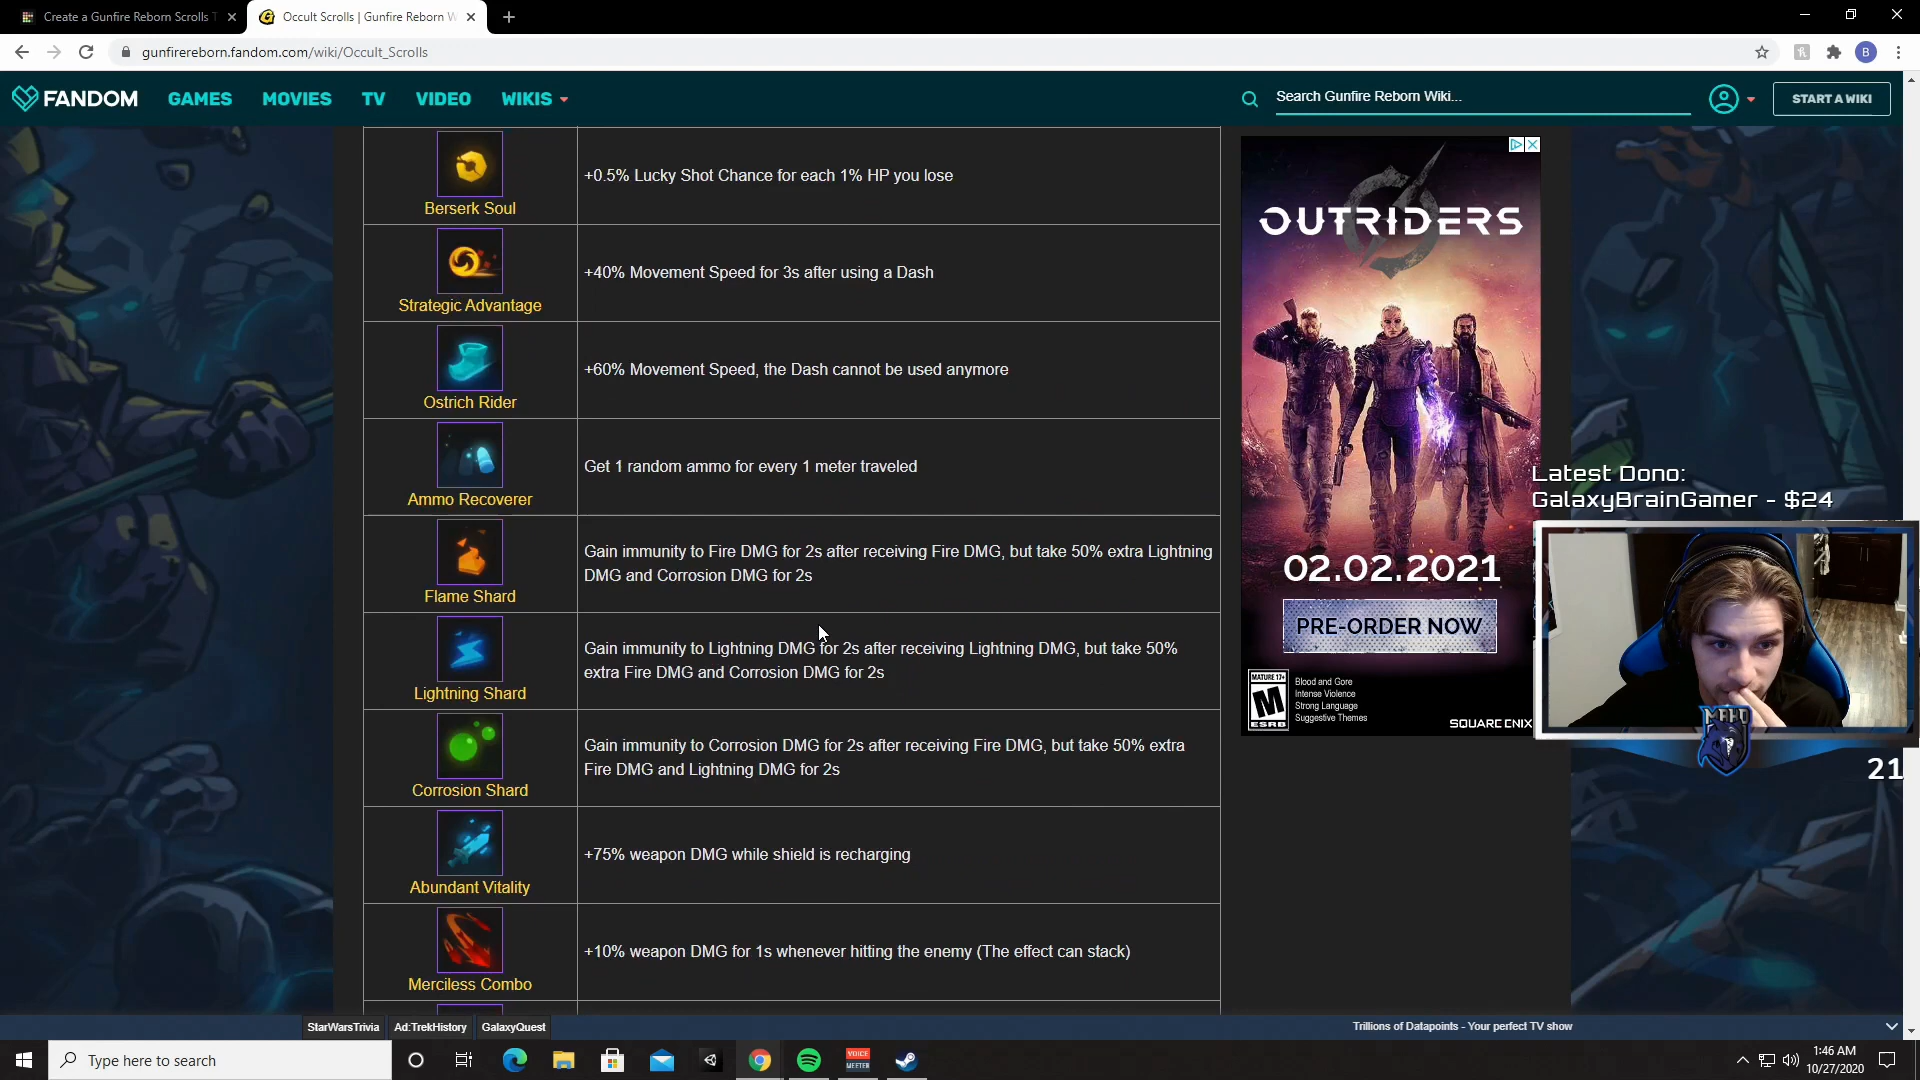 Create a Gunfire Reborn Scrolls T
Occult Scrolls | Gunfire Reborn W
gunfirereborn.fandom.com/wiki/Occult_Scrolls
B
FANDOM
GAMES
MOVIES
TV
VIDEO
WIKIS
Search Gunfire Reborn Wiki...
START A WIKI
Berserk Soul
+0.5% Lucky Shot Chance for each 1% HP you lose
Strategic Advantage
+40% Movement Speed for 3s after using a Dash
Ostrich Rider
+60% Movement Speed, the Dash cannot be used anymore
Ammo Recoverer
Get 1 random ammo for every 1 meter traveled
Flame Shard
Gain immunity to Fire DMG for 2s after receiving Fire DMG, but take 50% extra Lightning
DMG and Corrosion DMG for 2s
Lightning Shard
Gain immunity to Lightning DMG for 2s after receiving Lightning DMG, but take 50%
extra Fire DMG and Corrosion DMG for 2s
Corrosion Shard
Gain immunity to Corrosion DMG for 2s after receiving Fire DMG, but take 50% extra
Fire DMG and Lightning DMG for 2s
Abundant Vitality
+75% weapon DMG while shield is recharging
Merciless Combo
+10% weapon DMG for 1s whenever hitting the enemy (The effect can stack)
OUTRIDERS
02.02.2021
PRE-ORDER NOW
MATURE 17+
M
ESRB
Blood and Gore
Intense Violence
Strong Language
Suggestive Themes
SQUARE ENIX
Latest Dono:
GalaxyBrainGamer - $24
21
StarWarsTrivia
Ad:TrekHistory
GalaxyQuest
Trillions of Datapoints - Your perfect TV show
Type here to search
VOICE
MEETER
1:46 AM
10/27/2020